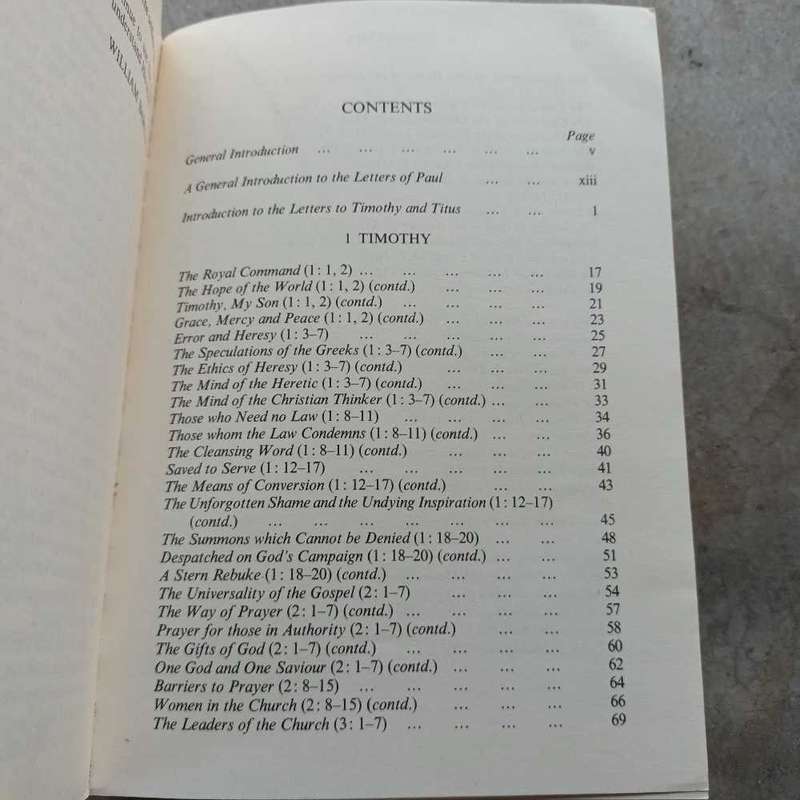 understand
WILLIAM
CONTENTS
Page
General Introduction ... ... ... ... ... ... v
A General Introduction to the Letters of Paul ... ... xiii
Introduction to the Letters to Timothy and Titus ... ... 1
1 TIMOTHY
The Royal Command (1: 1, 2) ... ... ... ... ... 17
The Hope of the World (1: 1, 2) (contd.) ... ... ... 19
Timothy, My Son (1: 1, 2) (contd.) ... ... ... ... 21
Grace, Mercy and Peace (1: 1, 2) (contd.) ... ... ... 23
Error and Heresy (1: 3–7) ... ... ... ... ... 25
The Speculations of the Greeks (1: 3–7) (contd.) ... ... 27
The Ethics of Heresy (1: 3–7) (contd.) ... ... ... 29
The Mind of the Heretic (1: 3–7) (contd.) ... ... ... 31
The Mind of the Christian Thinker (1: 3–7) (contd.) ... ... 33
Those who Need no Law (1: 8–11) ... ... ... ... 34
Those whom the Law Condemns (1: 8–11) (contd.) ... ... 36
The Cleansing Word (1: 8–11) (contd.) ... ... ... 40
Saved to Serve (1: 12–17) ... ... ... ... ... 41
The Means of Conversion (1: 12–17) (contd.) ... ... 43
The Unforgotten Shame and the Undying Inspiration (1: 12–17)
(contd.) ... ... ... ... ... ... ... 45
The Summons which Cannot be Denied (1: 18–20) ... ... 48
Despatched on God's Campaign (1: 18–20) (contd.) ... ... 51
A Stern Rebuke (1: 18–20) (contd.) ... ... ... ... 53
The Universality of the Gospel (2: 1–7) ... ... ... 54
The Way of Prayer (2: 1–7) (contd.) ... ... ... ... 57
Prayer for those in Authority (2: 1–7) (contd.) ... ... 58
The Gifts of God (2: 1–7) (contd.) ... ... ... ... 60
One God and One Saviour (2: 1–7) (contd.) ... ... ... 62
Barriers to Prayer (2: 8–15) ... ... ... ... ... 64
Women in the Church (2: 8–15) (contd.) ... ... ... 66
The Leaders of the Church (3: 1–7) ... ... ... ... 69